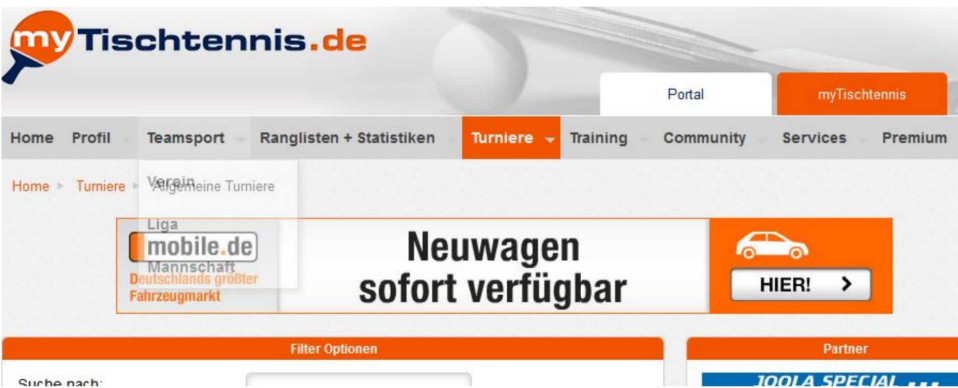 myTischtennis.de
Portal
myTischtennis
Home Profil Teamsport Ranglisten + Statistiken Turniere Training Community Services Premium
Home Turniere Allgemeine Turniere
Verein
Liga
Mannschaft
mobile.de
Deutschlands größter
Fahrzeugmarkt
Neuwagen
sofort verfügbar
HIER!
Filter Optionen
Partner
Suche nach:
JOOLA SPECIAL